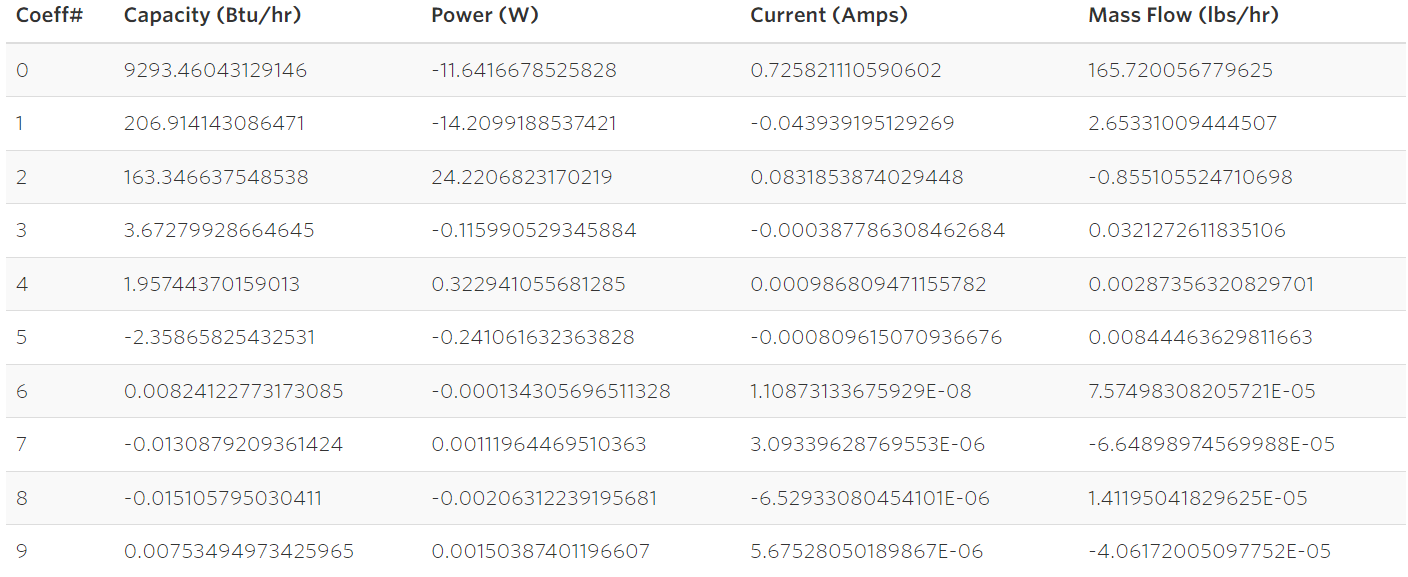 Coeff# Capacity (Btu/hr) Power (W) Current (Amps) Mass Flow (lbs/hr)
0 9293.46043129146 -11.6416678525828 0.725821110590602 165.720056779625
1 206.914143086471 -14.2099188537421 -0.043939195129269 2.65331009444507
2 163.346637548538 24.2206823170219 0.0831853874029448 -0.855105524710698
3 3.67279928664645 -0.115990529345884 -0.000387786308462684 0.0321272611835106
4 1.95744370159013 0.322941055681285 0.000986809471155782 0.00287356320829701
5 -2.35865825432531 -0.241061632363828 -0.000809615070936676 0.00844463629811663
6 0.00824122773173085 -0.000134305696511328 1.10873133675929E-08 7.57498308205721E-05
7 -0.0130879209361424 0.00111964469510363 3.09339628769553E-06 -6.64898974569988E-05
8 -0.015105795030411 -0.00206312239195681 -6.52933080454101E-06 1.41195041829625E-05
9 0.00753494973425965 0.00150387401196607 5.67528050189867E-06 -4.06172005097752E-05